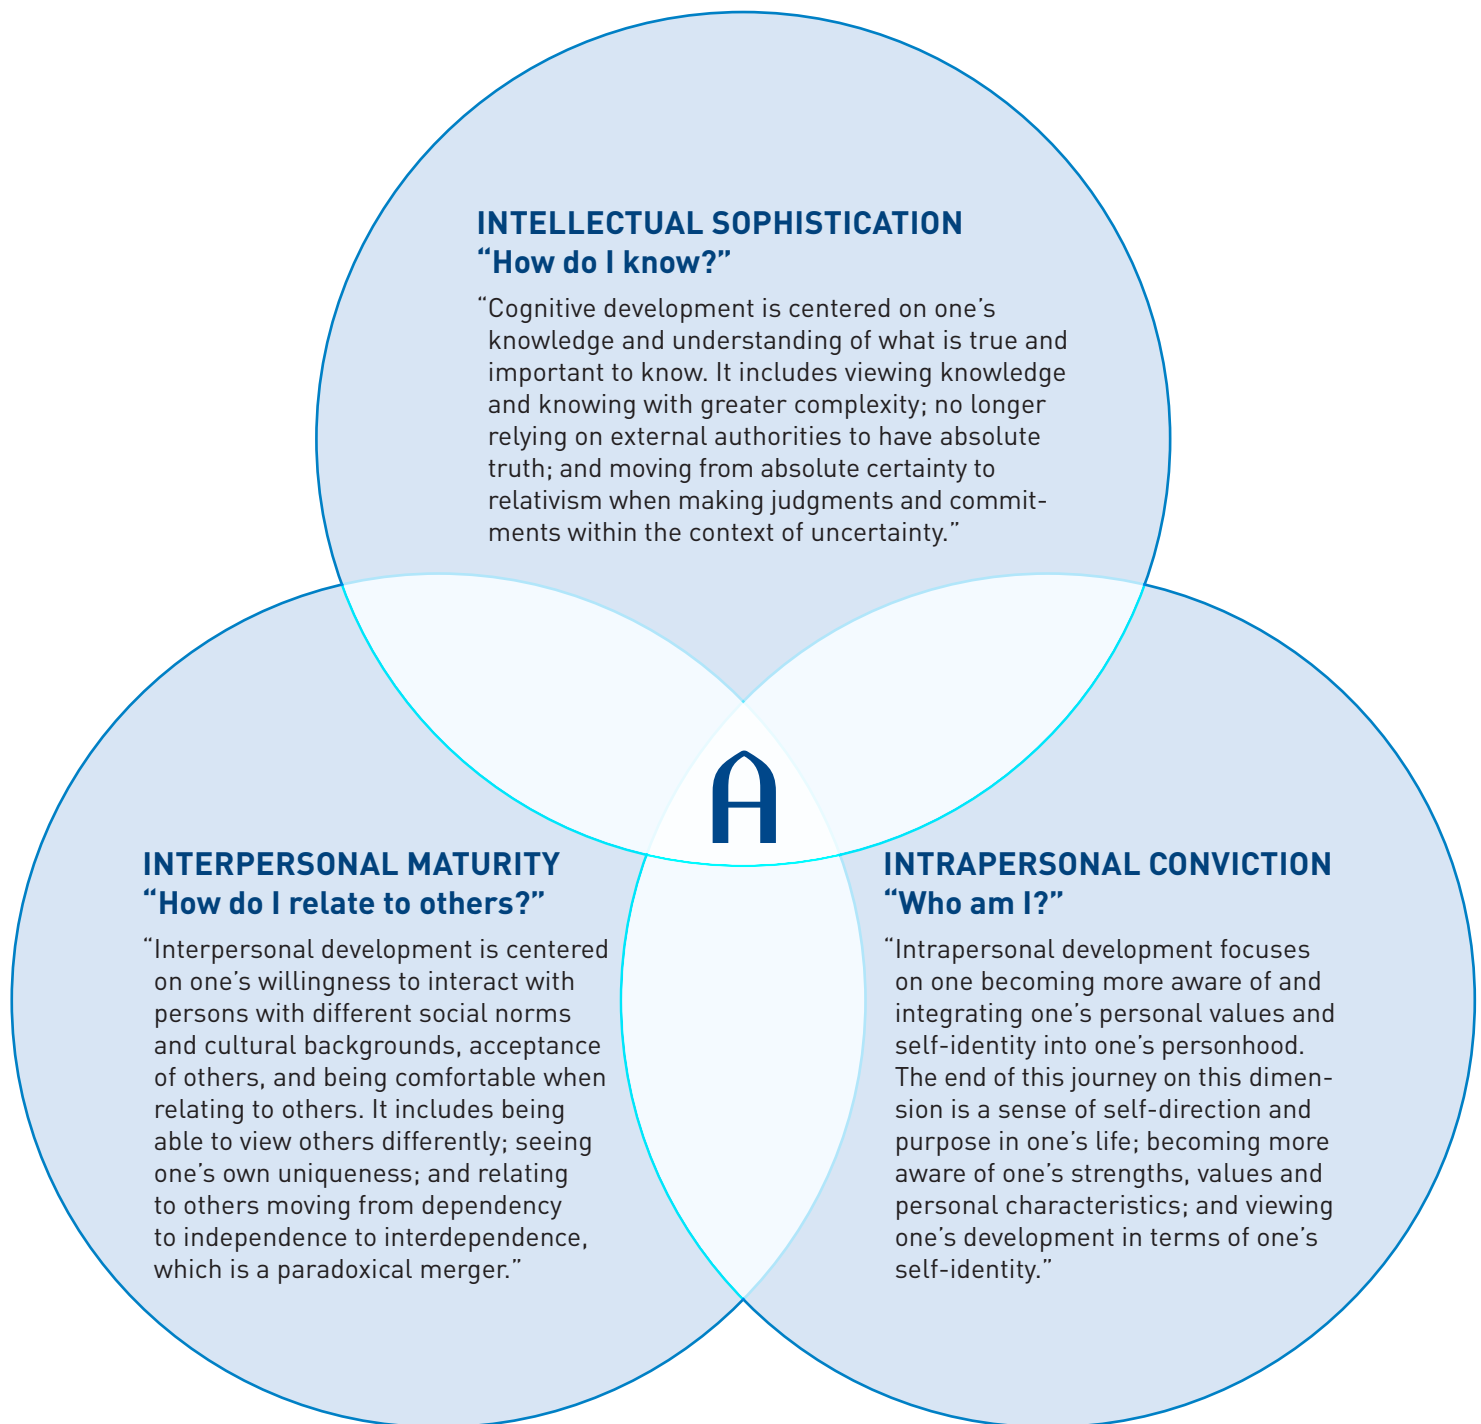 INTELLECTUAL SOPHISTICATION
“How do I know?”
“Cognitive development is centered on one’s
knowledge and understanding of what is true and
important to know. It includes viewing knowledge
and knowing with greater complexity; no longer
relying on external authorities to have absolute
truth; and moving from absolute certainty to
relativism when making judgments and commit-
ments within the context of uncertainty.”
A
INTERPERSONAL MATURITY
“How do I relate to others?”
“Interpersonal development is centered
on one’s willingness to interact with
persons with different social norms
and cultural backgrounds, acceptance
of others, and being comfortable when
relating to others. It includes being
able to view others differently; seeing
one’s own uniqueness; and relating
to others moving from dependency
to independence to interdependence,
which is a paradoxical merger.”
INTRAPERSONAL CONVICTION
“Who am I?”
“Intrapersonal development focuses
on one becoming more aware of and
integrating one’s personal values and
self-identity into one’s personhood.
The end of this journey on this dimen-
sion is a sense of self-direction and
purpose in one’s life; becoming more
aware of one’s strengths, values and
personal characteristics; and viewing
one’s development in terms of one’s
self-identity.”